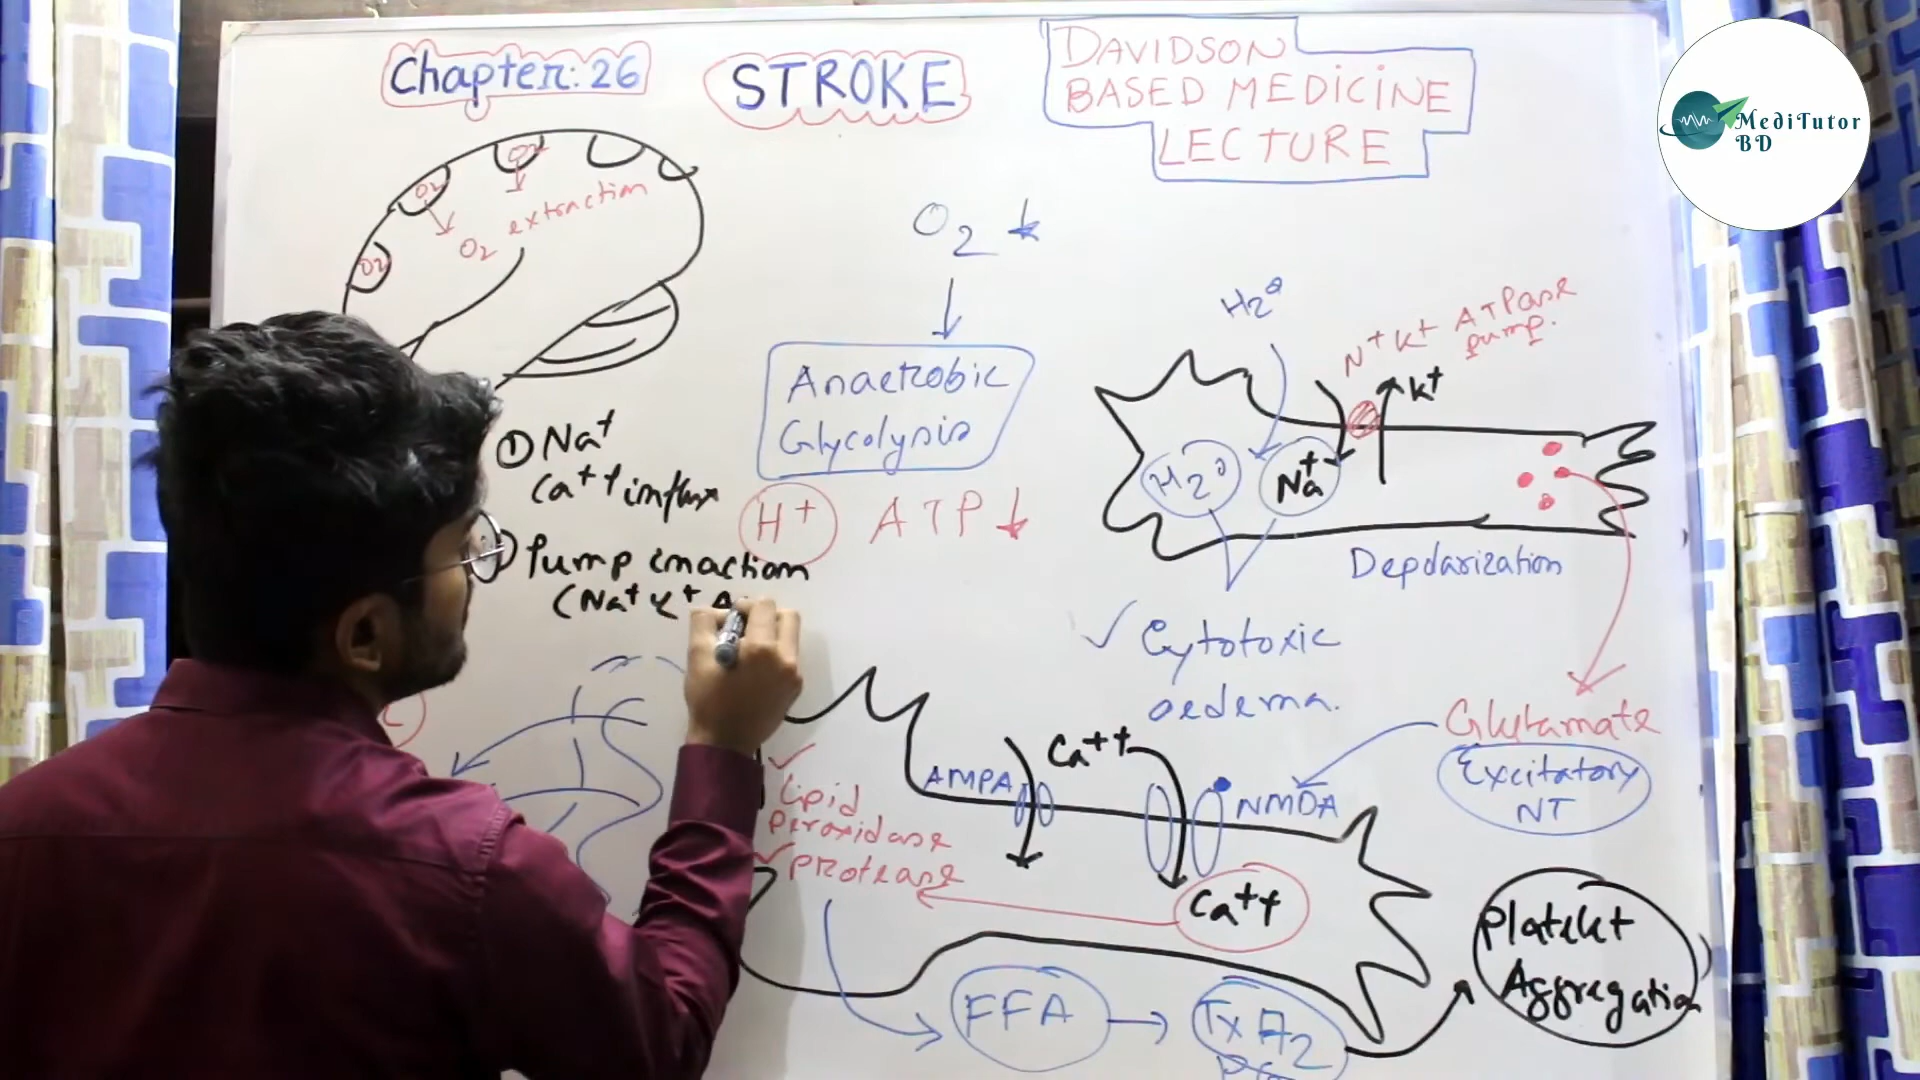 Chapter: 26
STROKE
DAVIDSON
BASED MEDICINE
LECTURE
MediTutor
BD
O2
O2
O2
O2 extraction
O2 ↓
Anaerobic
Glycolysis
H+ ATP ↓
① Na+
Ca++ influx
Pump inaction
(Na+ K+ A
H2O
N+ K+ ATPase
pump.
K+
H2O
Na+
Depolarization
✓ Cytotoxic
oedema.
Glutamate
Excitatory
NT
AMPA
Ca++
NMDA
✓
Lipid
peroxidase
✓ Protease
Ca++
FFA → TxA2
Platelet
Aggregation